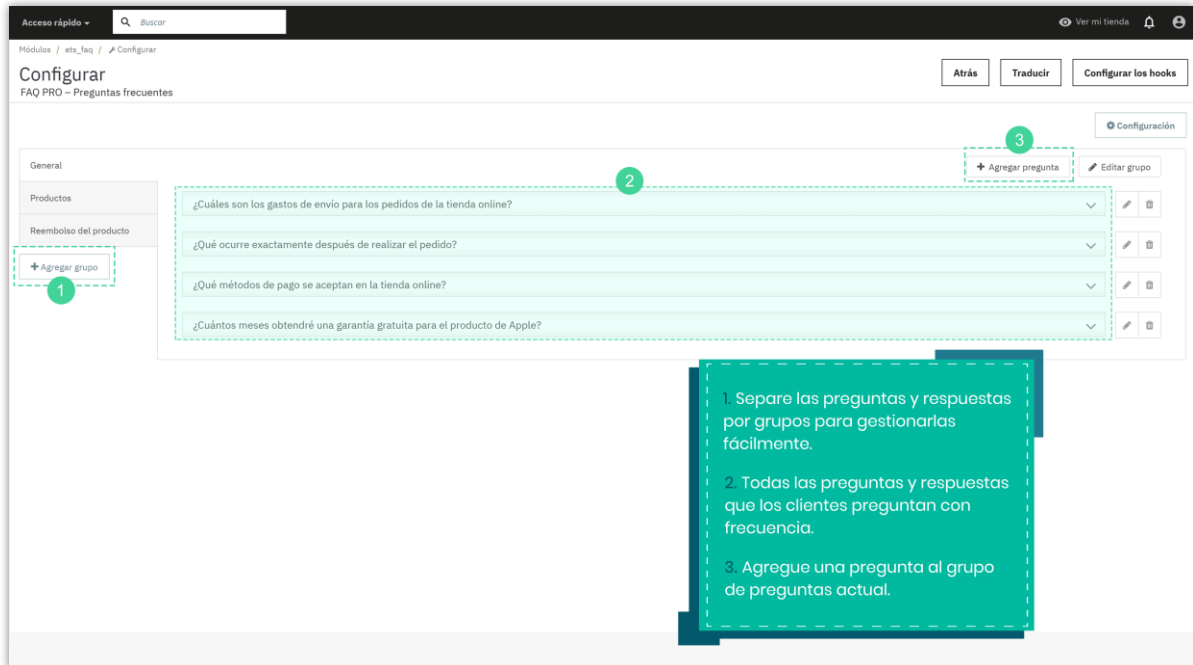 Acceso rápido
Buscar
Ver mi tienda
Módulos / ets_faq / Configurar
Configurar
FAQ PRO – Preguntas frecuentes
Atrás
Traducir
Configurar los hooks
Configuración
3
General
+ Agregar pregunta
Editar grupo
2
Productos
¿Cuáles son los gastos de envío para los pedidos de la tienda online?
Reembolso del producto
¿Qué ocurre exactamente después de realizar el pedido?
+ Agregar grupo
1
¿Qué métodos de pago se aceptan en la tienda online?
¿Cuántos meses obtendré una garantía gratuita para el producto de Apple?
1. Separe las preguntas y respuestas
por grupos para gestionarlas
fácilmente.
2. Todas las preguntas y respuestas
que los clientes preguntan con
frecuencia.
3. Agregue una pregunta al grupo
de preguntas actual.